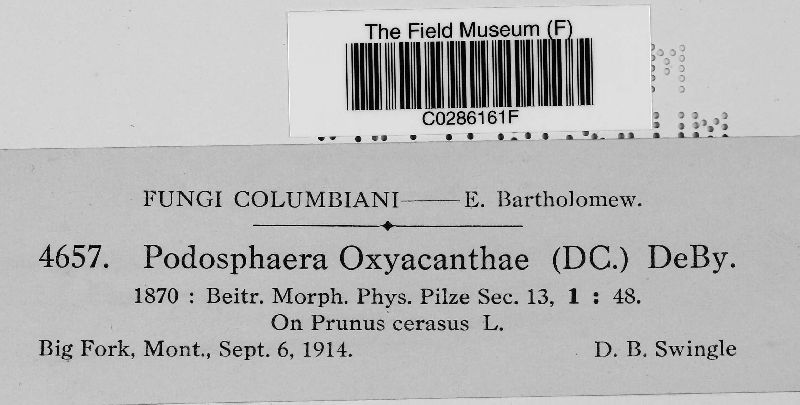 The Field Museum (F)
C0286161F
FUNGI COLUMBIANI—E. Bartholomew.
4657. Podosphaera Oxyacanthae (DC.) DeBy.
1870 : Beitr. Morph. Phys. Pilze Sec. 13, 1 : 48.
On Prunus cerasus L.
Big Fork, Mont., Sept. 6, 1914. D. B. Swingle